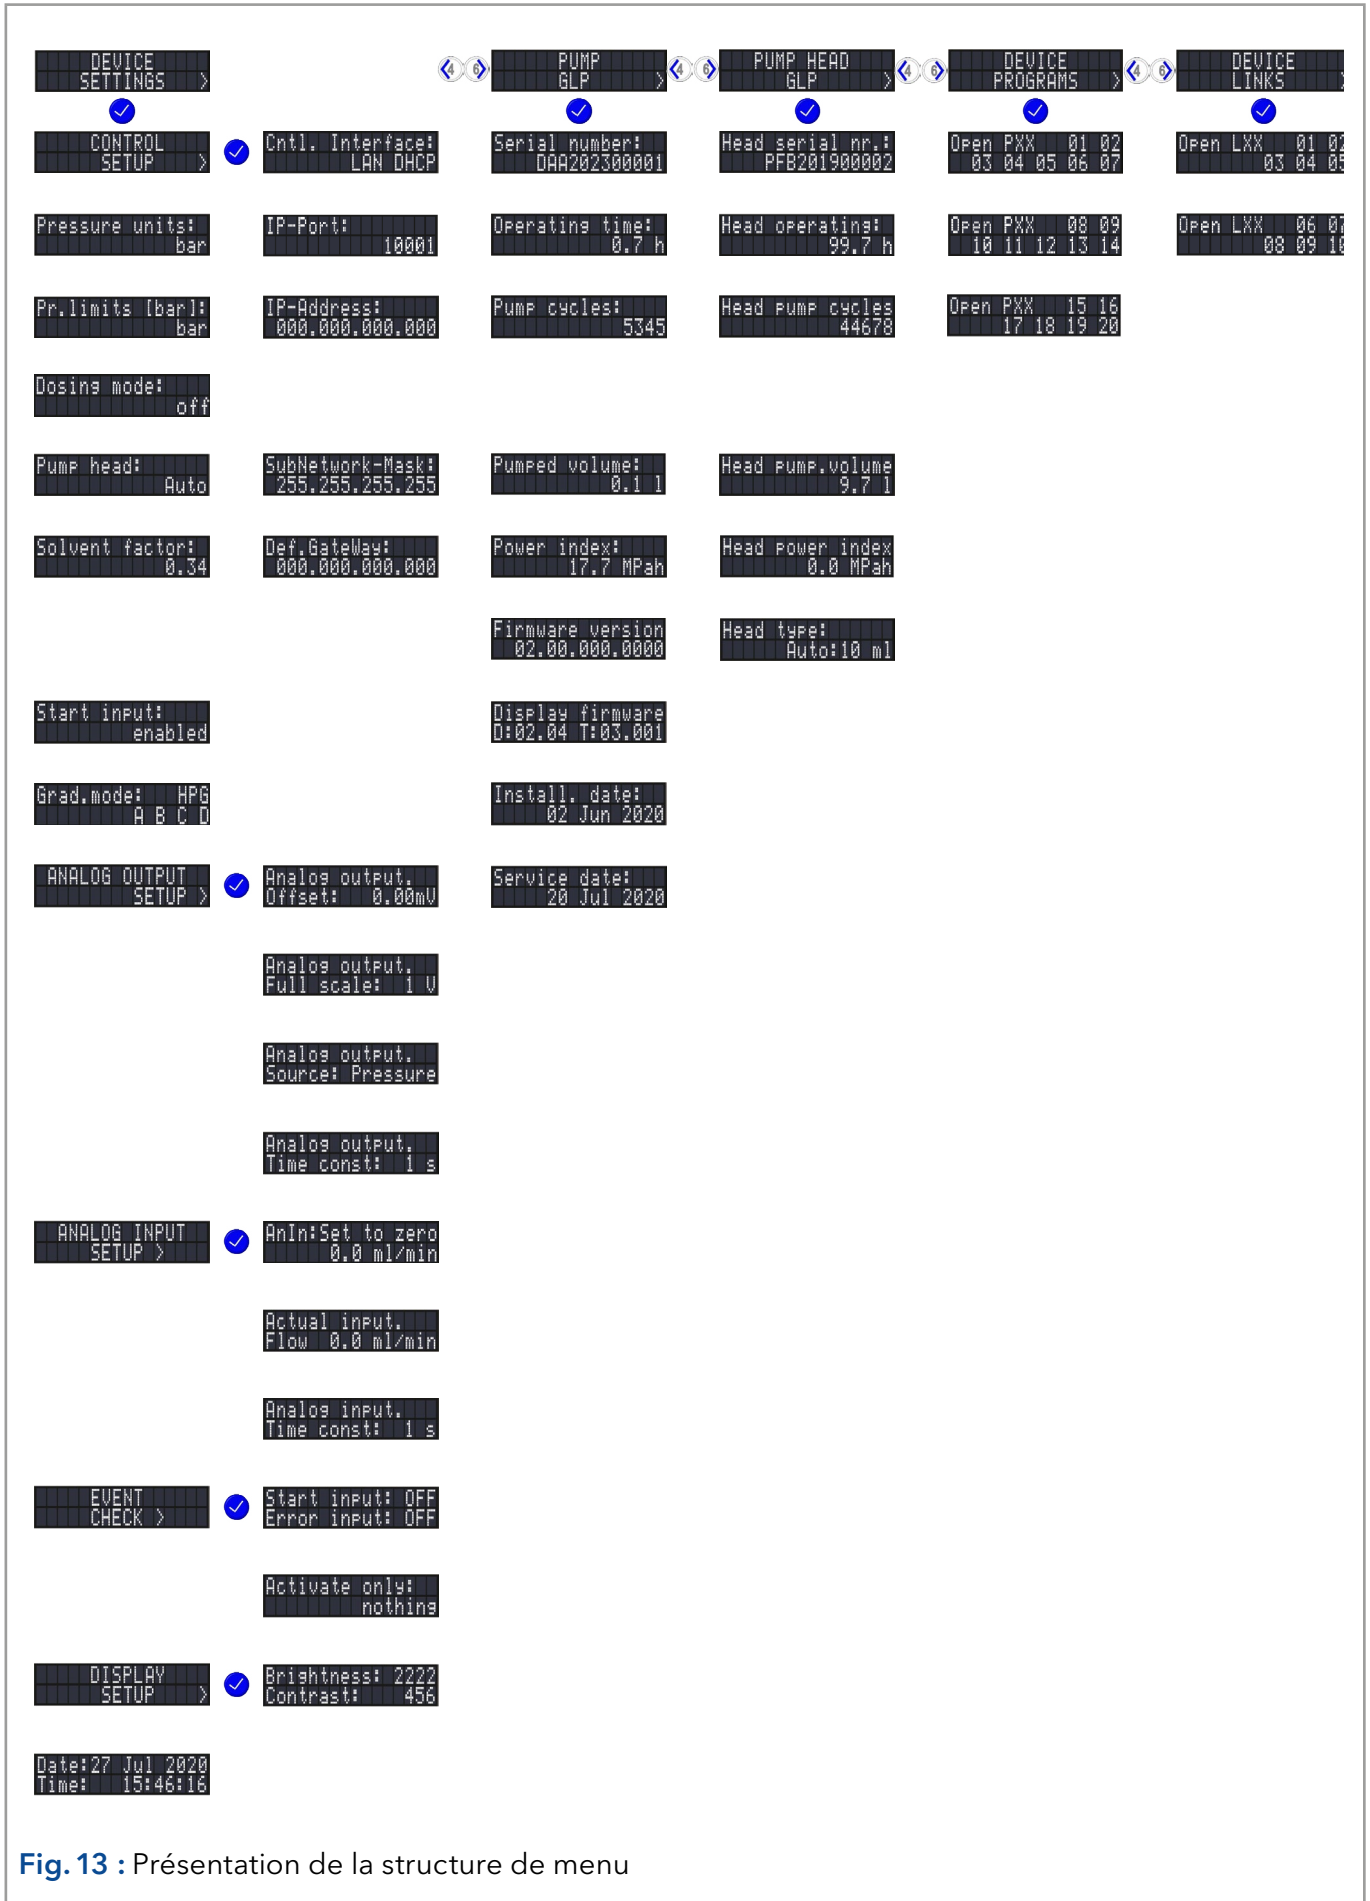 DEVICE
SETTINGS >
4 6
PUMP
GLP >
4 6
PUMP HEAD
GLP >
4 6
DEVICE
PROGRAMS >
4 6
DEVICE
LINKS
CONTROL
SETUP >
Cntl. Interface:
LAN DHCP
Serial number:
DAA202300001
Head serial nr.:
PFB201900002
Open PXX 01 02
03 04 05 06 07
Open LXX 01 02
03 04 05
Pressure units:
bar
IP-Port:
10001
Operating time:
0.7 h
Head operating:
99.7 h
Open PXX 08 09
10 11 12 13 14
Open LXX 06 07
08 09 10
Pr.limits [bar]:
bar
IP-Address:
000.000.000.000
Pump cycles:
5345
Head pump cycles
44678
Open PXX 15 16
17 18 19 20
Dosing mode:
off
Pump head:
Auto
SubNetwork-Mask:
255.255.255.255
Pumped volume:
0.1 l
Head pump.volume
9.7 l
Solvent factor:
0.34
Def.GateWay:
000.000.000.000
Power index:
17.7 MPah
Head power index
0.0 MPah
Firmware version
02.00.000.0000
Head type:
Auto:10 ml
Start input:
enabled
Display firmware
D:02.04 T:03.001
Grad.mode: HPG
A B C D
Install. date:
02 Jun 2020
ANALOG OUTPUT
SETUP >
Analog output.
Offset: 0.00mV
Service date:
20 Jul 2020
Analog output.
Full scale: 1 V
Analog output.
Source: Pressure
Analog output.
Time const: 1 s
ANALOG INPUT
SETUP >
AnIn:Set to zero
0.0 ml/min
Actual input.
Flow 0.0 ml/min
Analog input.
Time const: 1 s
EVENT
CHECK >
Start input: OFF
Error input: OFF
Activate only:
nothing
DISPLAY
SETUP >
Brightness: 2222
Contrast: 456
Date:27 Jul 2020
Time: 15:46:16
Fig. 13 : Présentation de la structure de menu